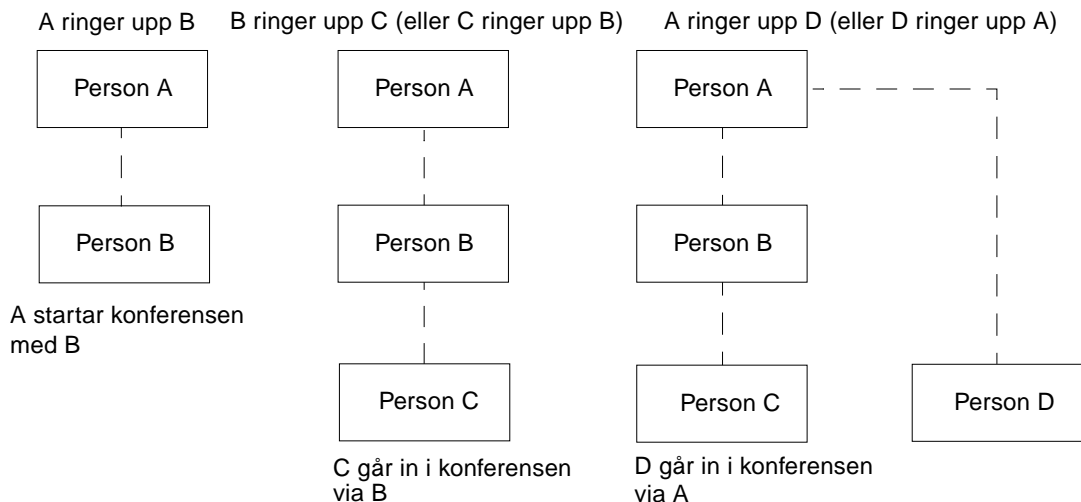 A ringer upp B
B ringer upp C (eller C ringer upp B)
A ringer upp D (eller D ringer upp A)
Person A
Person A
Person A
Person B
Person B
Person B
A startar konferensen
med B
Person C
Person C
Person D
C går in i konferensen
via B
D går in i konferensen
via A